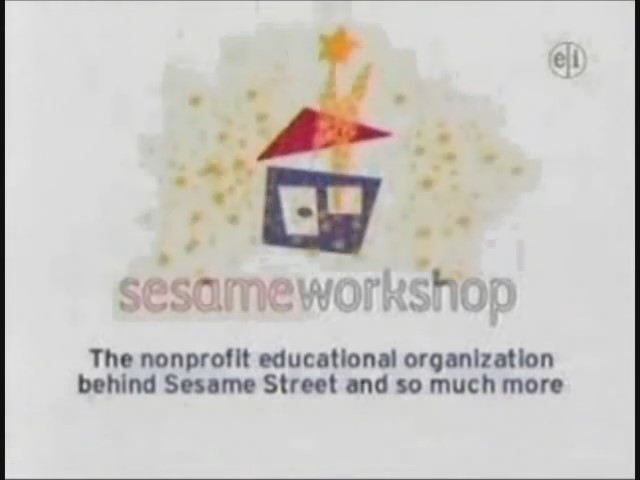 e/i
sesameworkshop
The nonprofit educational organization
behind Sesame Street and so much more